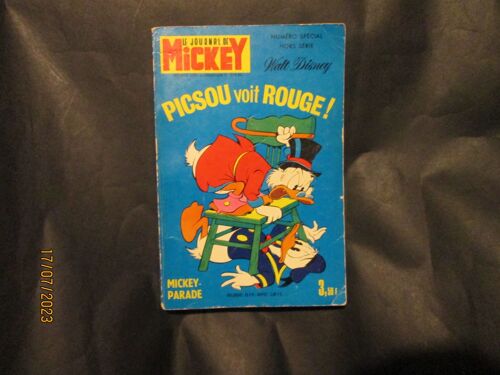 LE JOURNAL DE
MICKEY
NUMÉRO SPÉCIAL
HORS SÉRIE
Walt Disney
PICSOU voit ROUGE!
MICKEY-
PARADE
3,50 F
17/07/2023